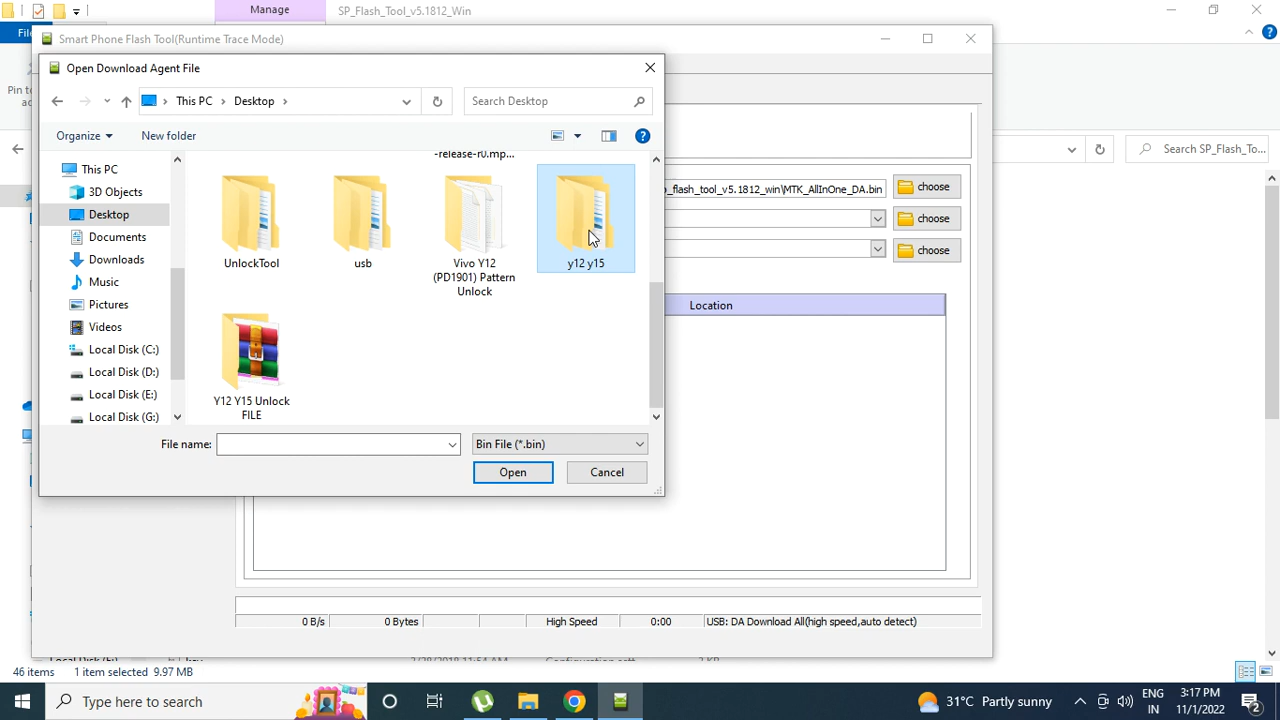 Manage
SP_Flash_Tool_v5.1812_Win
Smart Phone Flash Tool(Runtime Trace Mode)
Open Download Agent File
This PC
Desktop
Search Desktop
Organize
New folder
-release-r0.mp...
This PC
3D Objects
Desktop
Documents
Downloads
Music
Pictures
Videos
Local Disk (C:)
Local Disk (D:)
Local Disk (E:)
Local Disk (G:)
UnlockTool
usb
Vivo Y12
(PD1901) Pattern
Unlock
y12 y15
Y12 Y15 Unlock
FILE
File name:
Bin File (*.bin)
Open
Cancel
_flash_tool_v5.1812_win\MTK_AllInOne_DA.bin
choose
choose
choose
Search SP_Flash_To...
Location
0 B/s
0 Bytes
High Speed
0:00
USB: DA Download All(high speed,auto detect)
46 items
1 item selected
9.97 MB
Type here to search
31°C
Partly sunny
ENG
IN
3:17 PM
11/1/2022
2